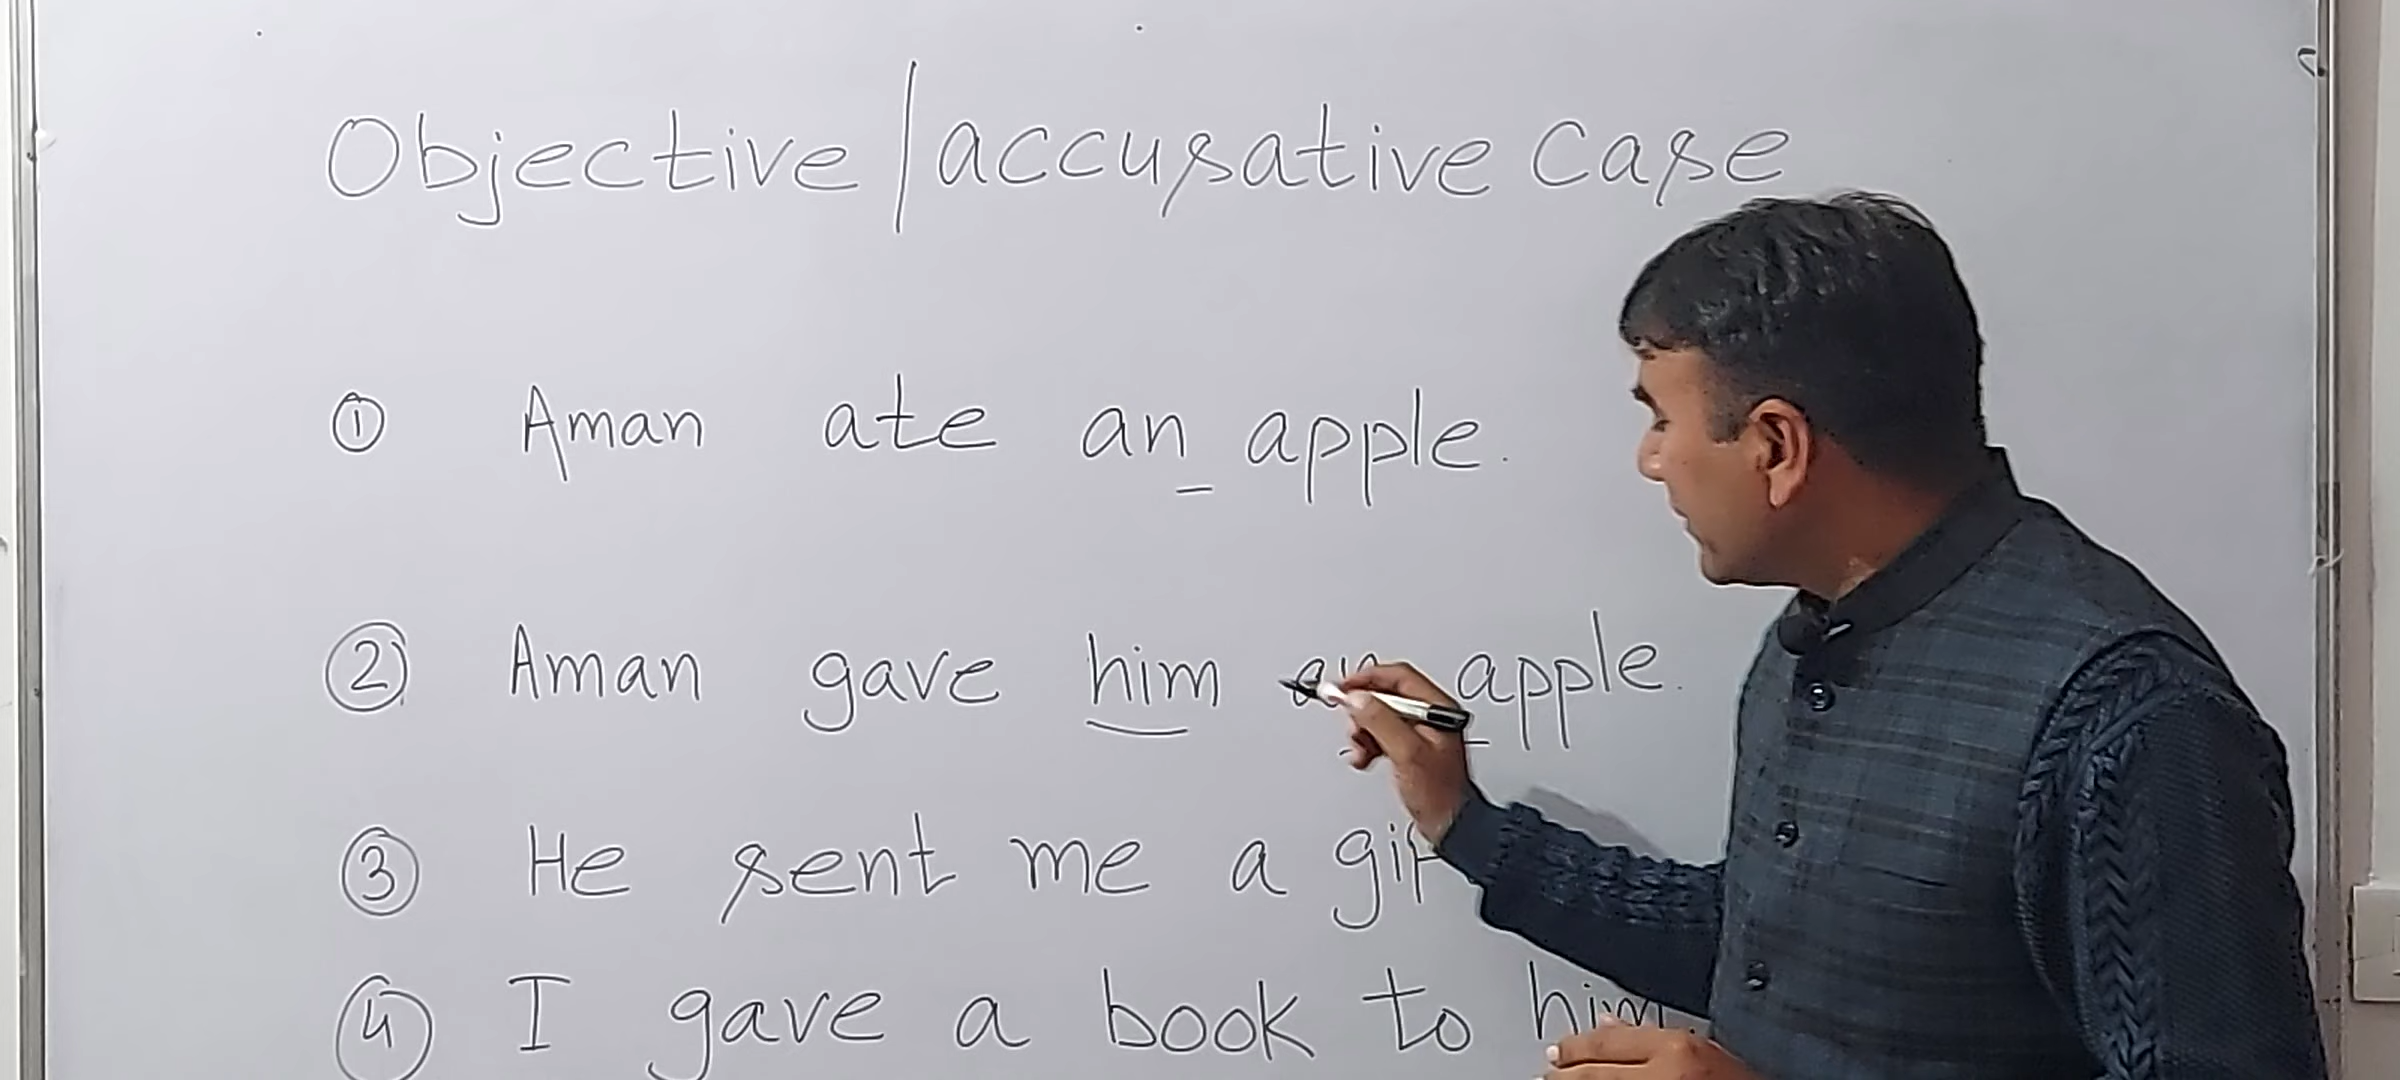 Objective/accusative case
① Aman ate an apple.
② Aman gave him an apple.
③ He sent me a
④ I gave a book to him.